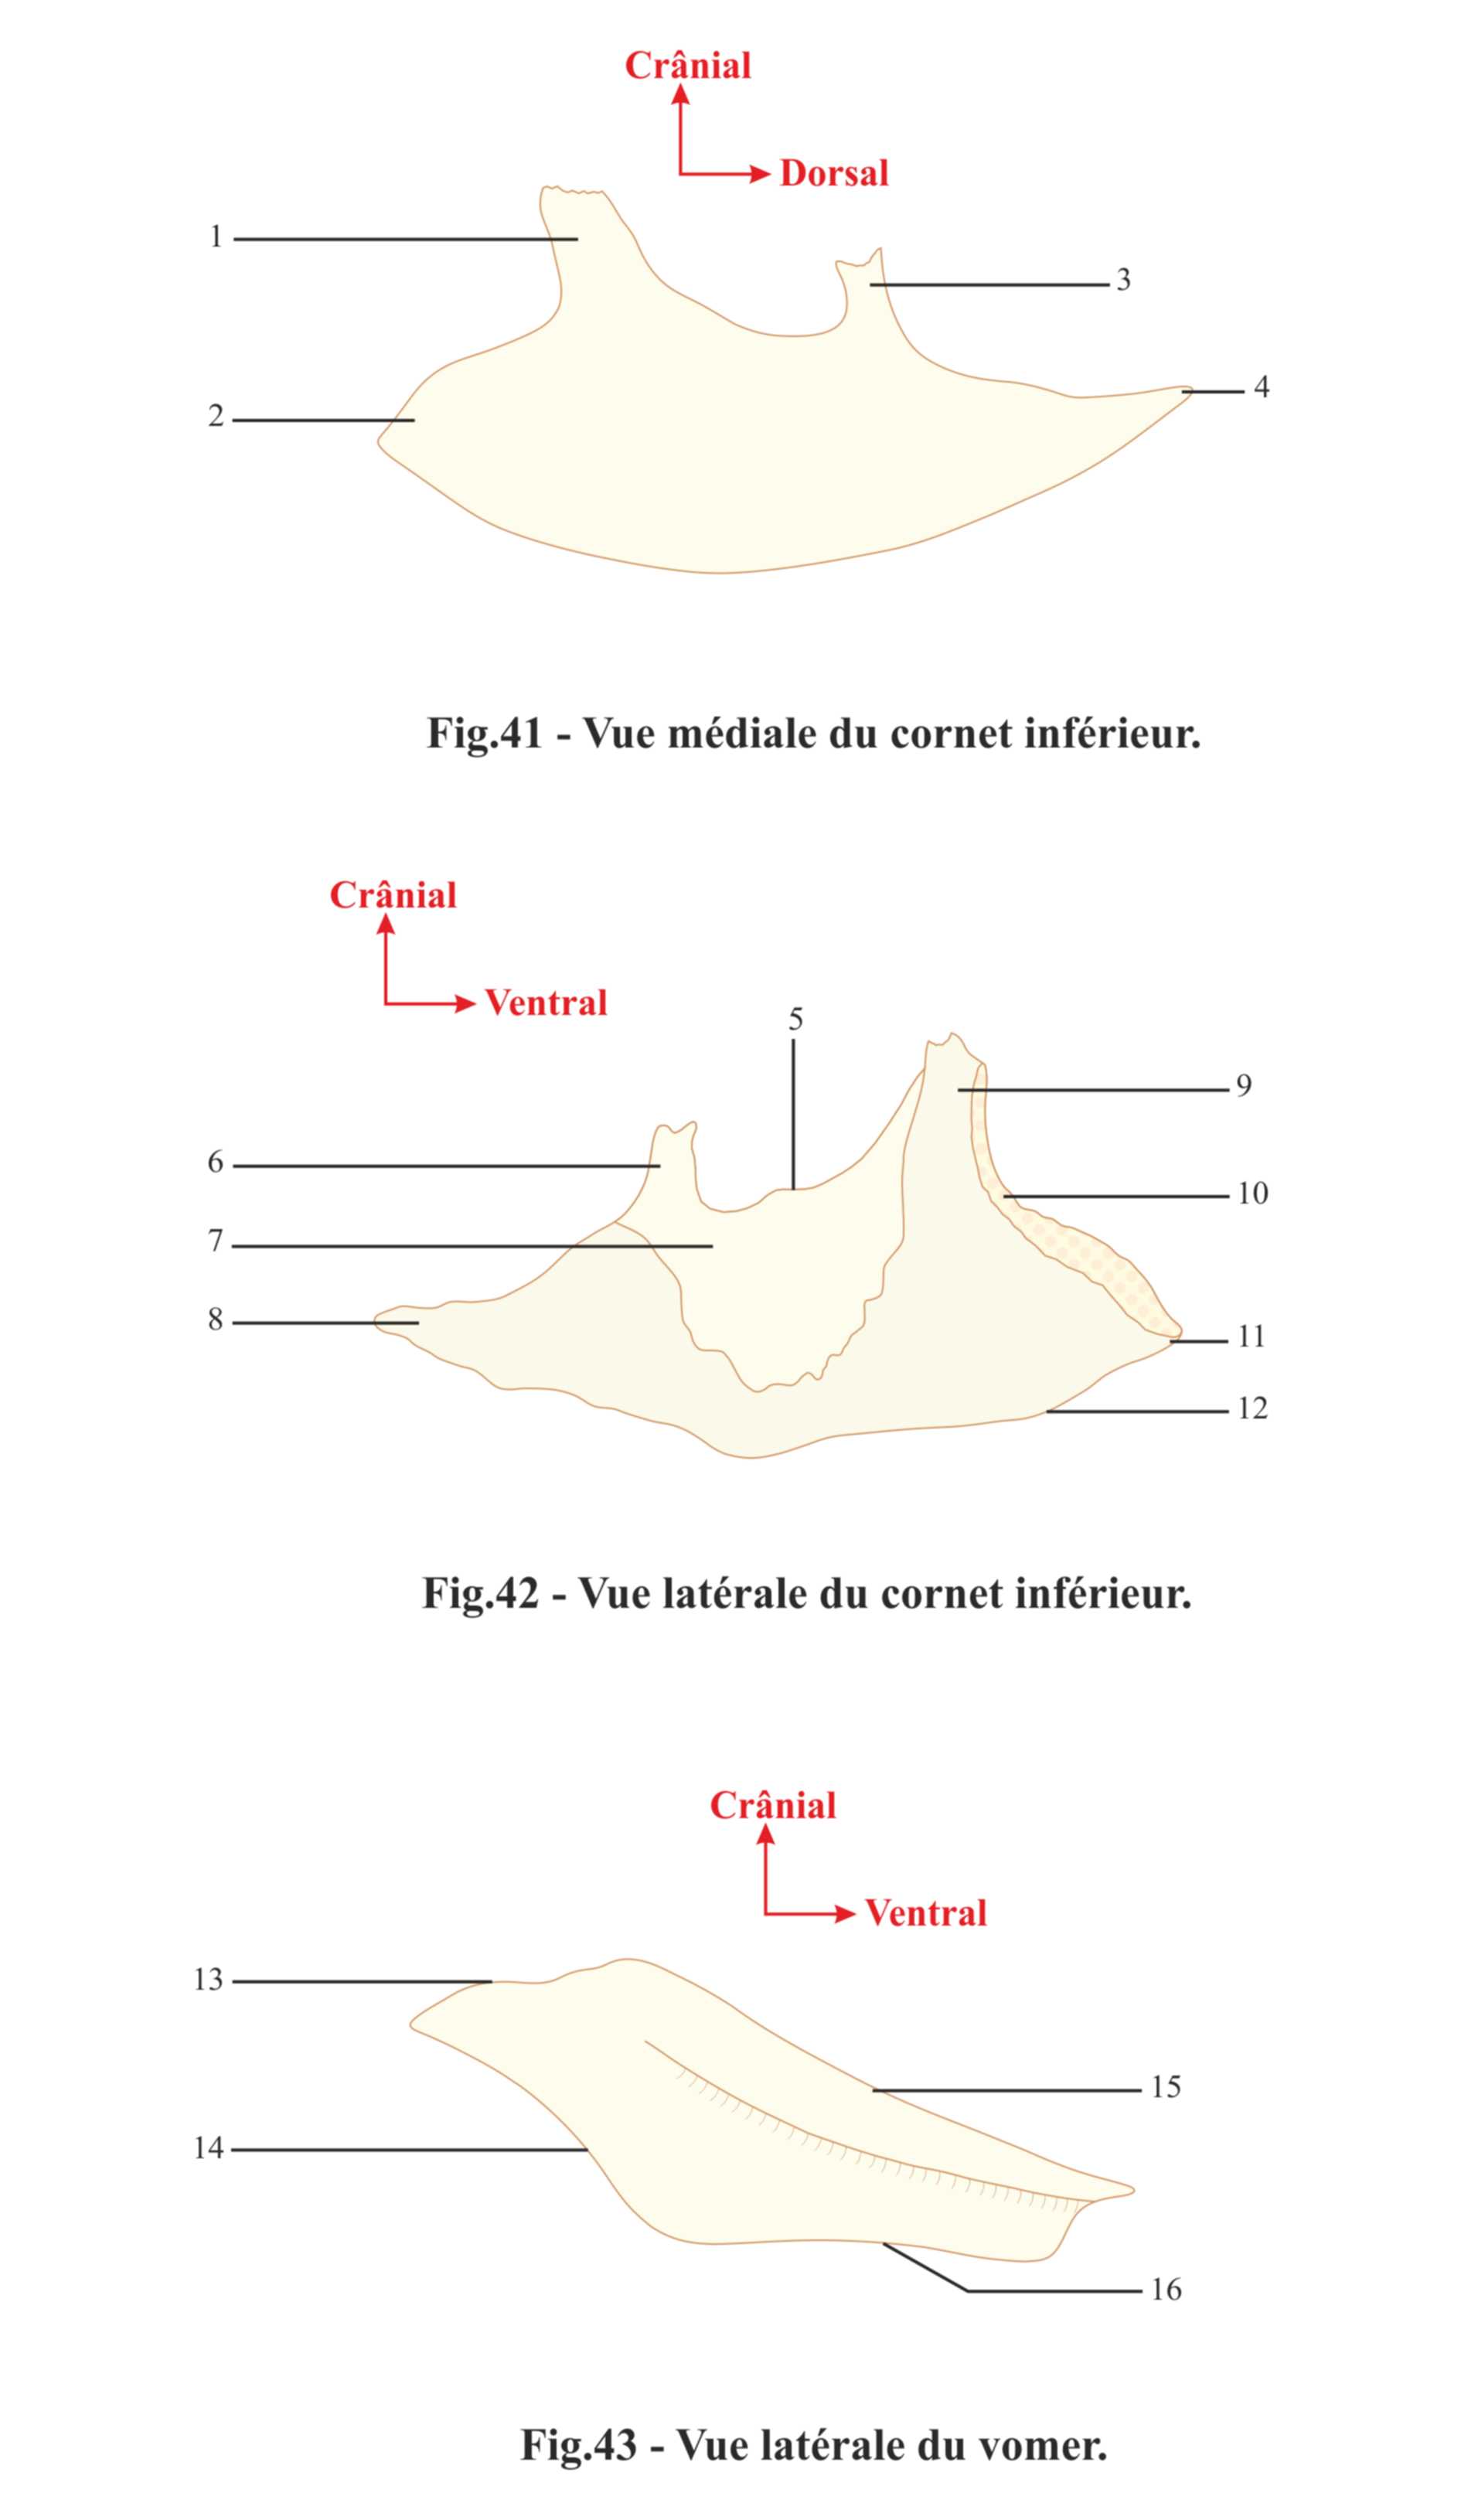 Crânial
Dorsal
1
3
4
2
Fig.41 - Vue médiale du cornet inférieur.
Crânial
Ventral
5
9
6
10
7
8
11
12
Fig.42 - Vue latérale du cornet inférieur.
Crânial
Ventral
13
15
14
16
Fig.43 - Vue latérale du vomer.